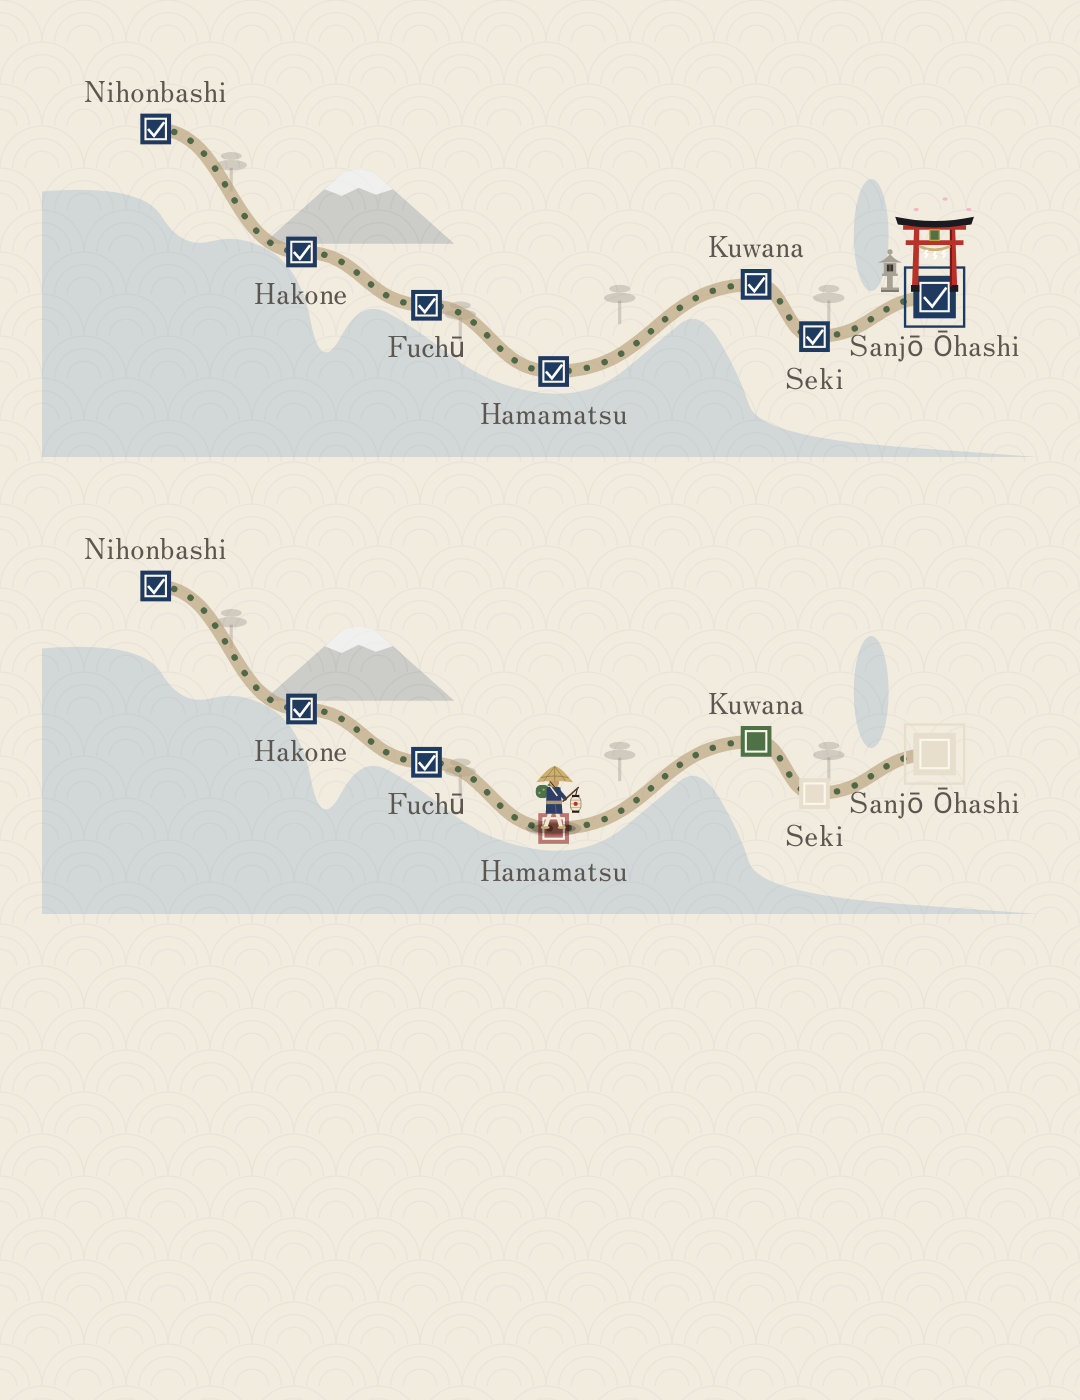 Nihonbashi
Kuwana
Hakone
Fuchū
Sanjō Ōhashi
Seki
Hamamatsu
Nihonbashi
Kuwana
Hakone
Fuchū
Sanjō Ōhashi
Seki
Hamamatsu